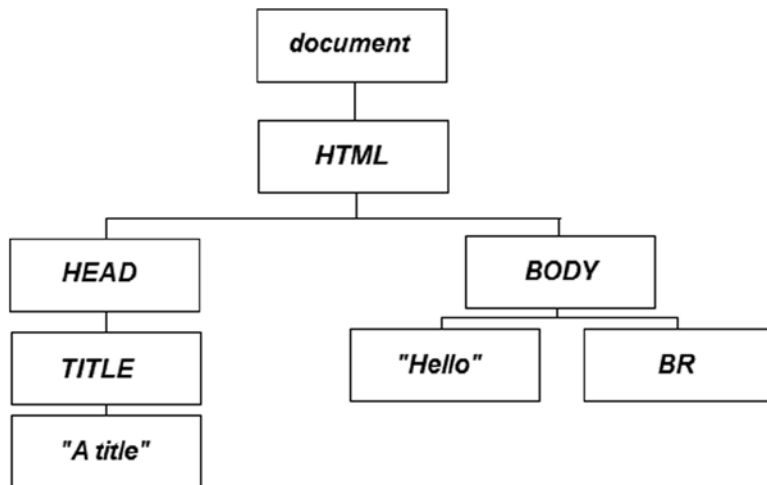 document
HTML
HEAD
BODY
TITLE
"Hello"
BR
"A title"